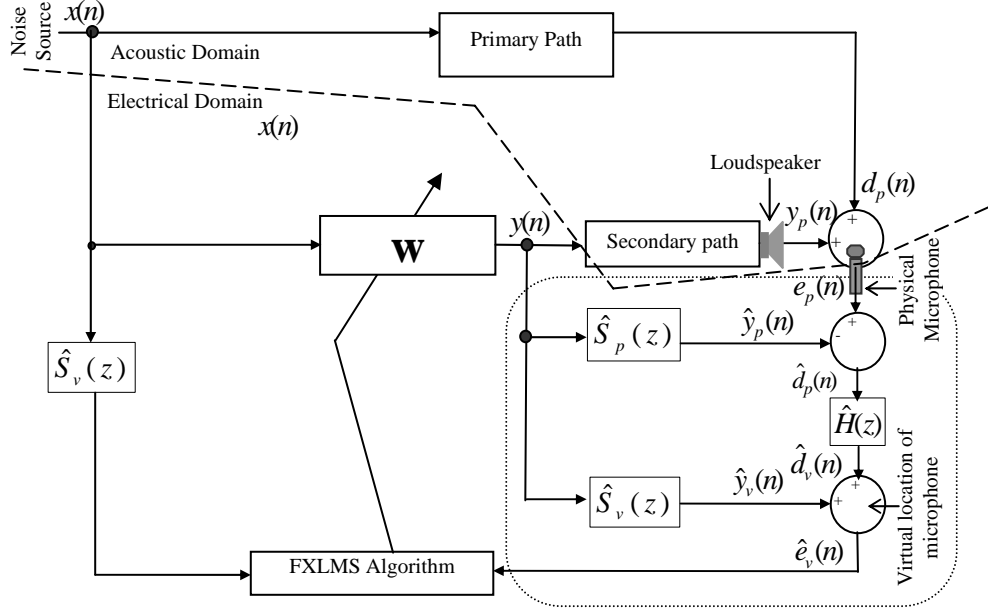 Noise
Source
x(n)
Primary Path
Acoustic Domain
Electrical Domain
x(n)
Loudspeaker
d_p(n)
y_p(n)
+
+
W
y(n)
Secondary path
e_p(n)
Physical
Microphone
Ŝ_p(z)
ŷ_p(n)
+
-
Ŝ_v(z)
d̂_p(n)
Ĥ(z)
d̂_v(n)
Ŝ_v(z)
ŷ_v(n)
+
+
Virtual location of
microphone
FXLMS Algorithm
ê_v(n)